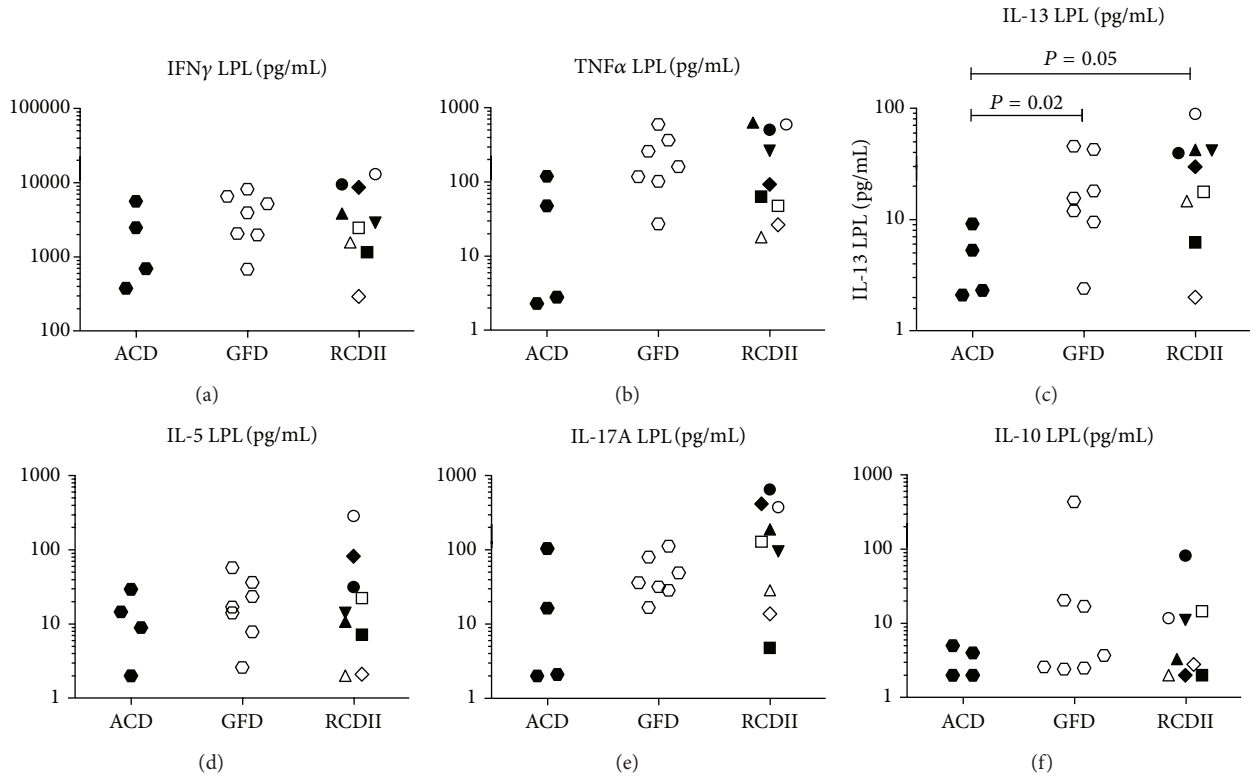 IFNγ LPL (pg/mL)
100000
10000
1000
100
ACD GFD RCDII
(a)
TNFα LPL (pg/mL)
1000
100
10
1
ACD GFD RCDII
(b)
IL-13 LPL (pg/mL)
P = 0.05
P = 0.02
IL-13 LPL (pg/mL)
100
10
1
ACD GFD RCDII
(c)
IL-5 LPL (pg/mL)
1000
100
10
1
ACD GFD RCDII
(d)
IL-17A LPL (pg/mL)
1000
100
10
1
ACD GFD RCDII
(e)
IL-10 LPL (pg/mL)
1000
100
10
1
ACD GFD RCDII
(f)